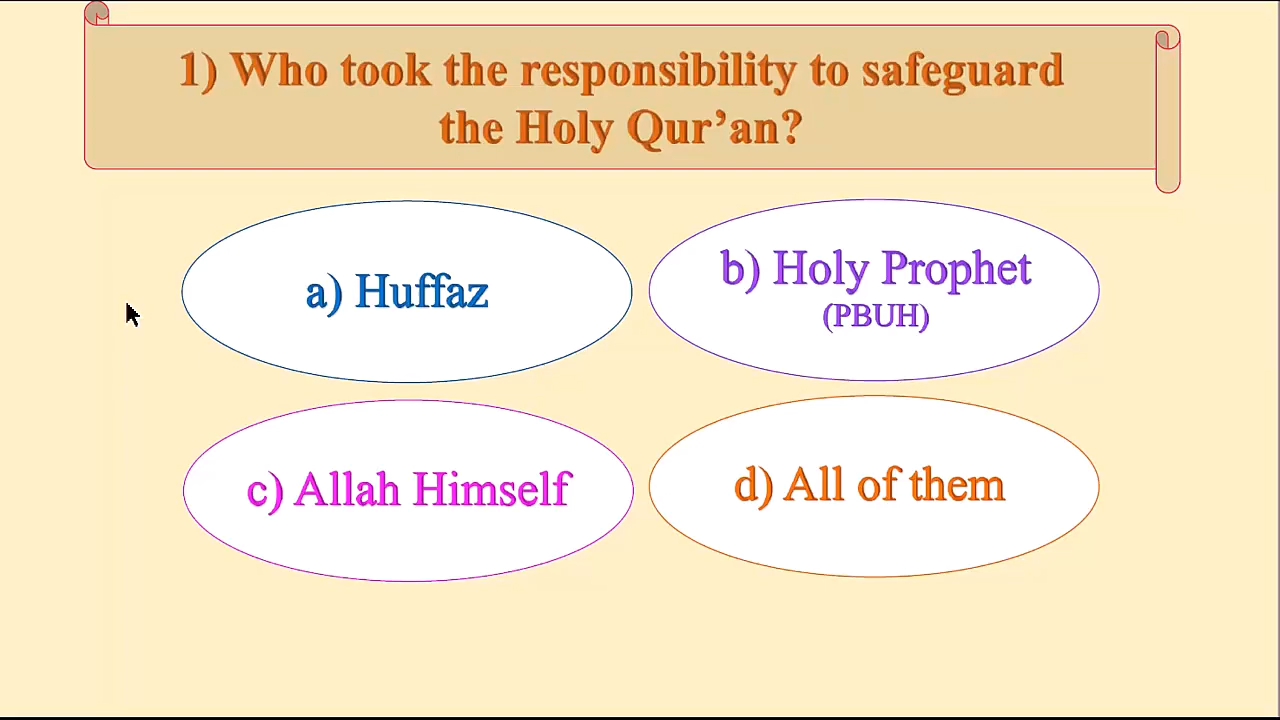 1) Who took the responsibility to safeguard
the Holy Qur’an?
a) Huffaz
b) Holy Prophet
(PBUH)
c) Allah Himself
d) All of them